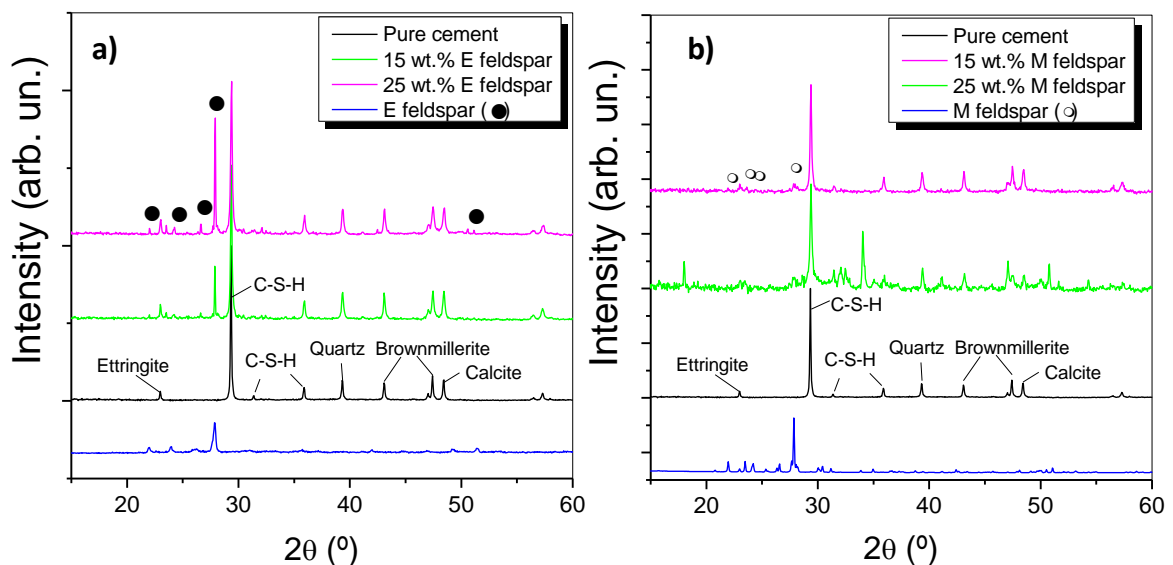 a)
Pure cement
15 wt.% E feldspar
25 wt.% E feldspar
E feldspar (●)
Intensity (arb. un.)
C-S-H
Ettringite
C-S-H
Quartz
Brownmillerite
Calcite
20 30 40 50 60
2θ (º)
b)
Pure cement
15 wt.% M feldspar
25 wt.% M feldspar
M feldspar (○)
Intensity (arb. un.)
C-S-H
Ettringite
C-S-H
Quartz
Brownmillerite
Calcite
20 30 40 50 60
2θ (º)